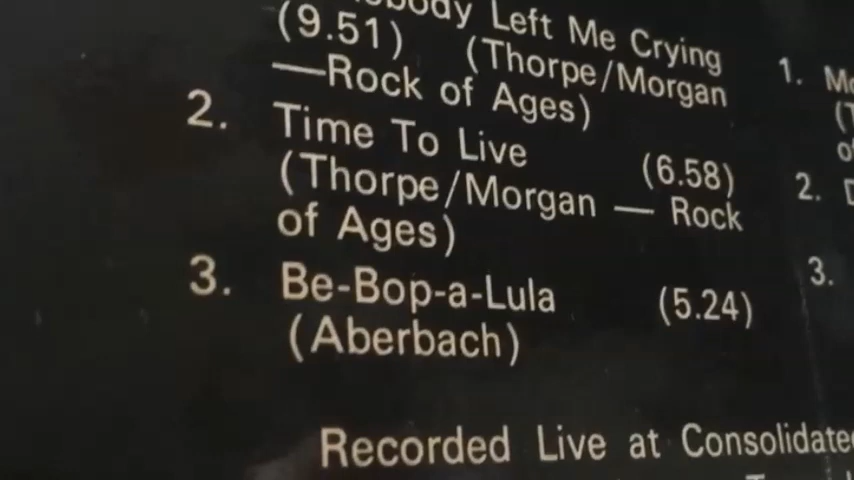 Left Me Crying
(9.51) (Thorpe/Morgan
—Rock of Ages)
2. Time To Live (6.58)
(Thorpe/Morgan — Rock
of Ages)
3. Be-Bop-a-Lula (5.24)
(Aberbach)
Recorded Live at
1.
2.
3.